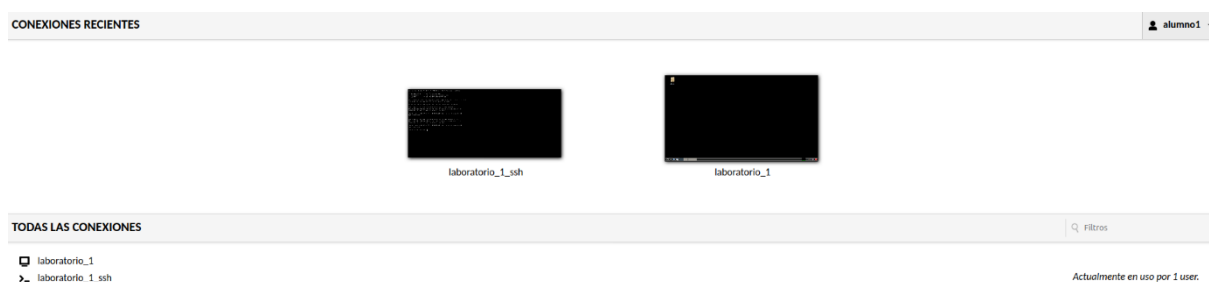 CONEXIONES RECIENTES
alumno1
laboratorio_1_ssh
laboratorio_1
TODAS LAS CONEXIONES
Filtros
laboratorio_1
laboratorio_1_ssh
Actualmente en uso por 1 user.